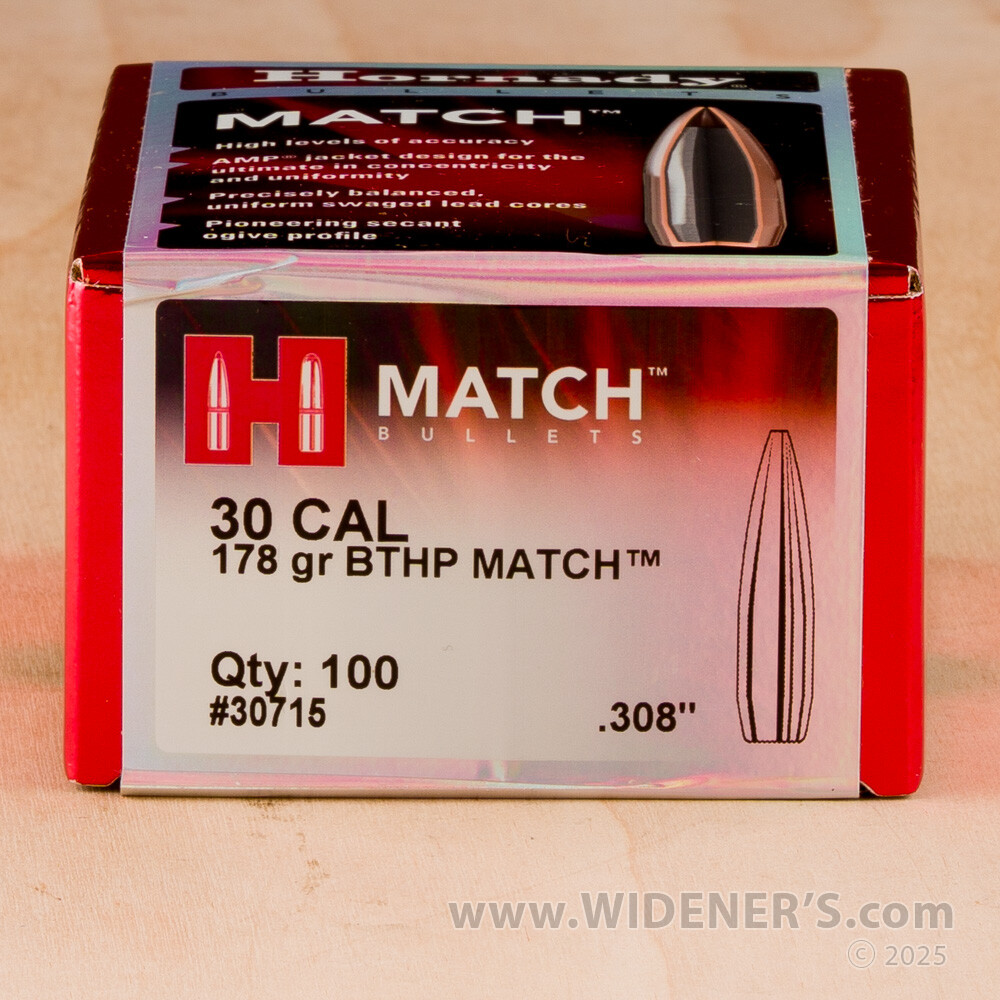 Hornady®
BULLETS
MATCH™
High levels of accuracy
AMP® jacket design for the
ultimate in concentricity
and uniformity
Precisely balanced,
uniform swaged lead cores
Pioneering secant
ogive profile
H MATCH™
BULLETS
30 CAL
178 gr BTHP MATCH™
Qty: 100
#30715
.308"
www.WIDENER'S.com
© 2025